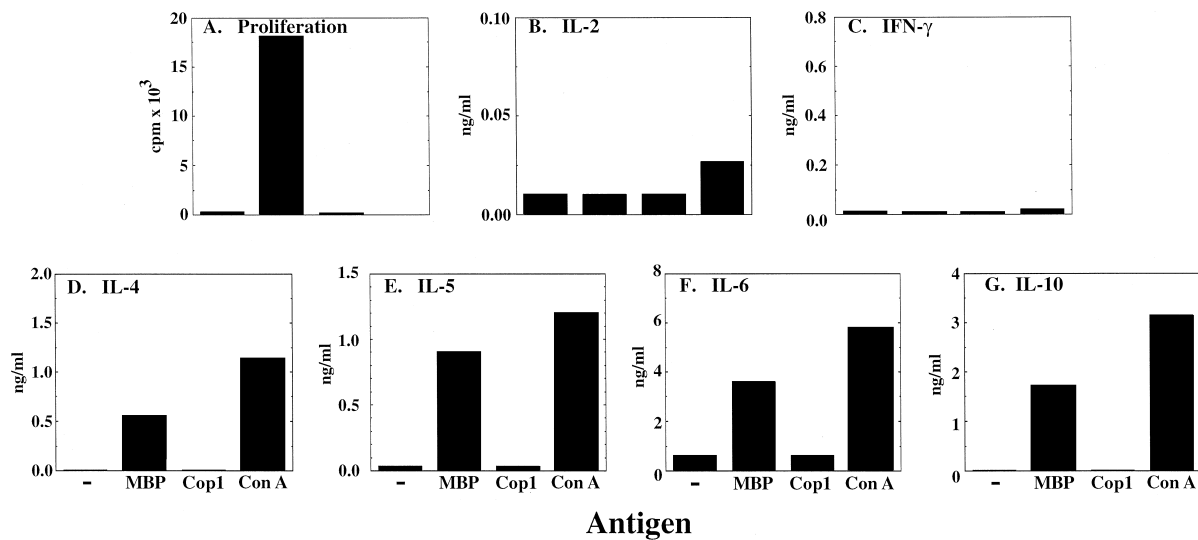 A. Proliferation
20
15
10
5
0
cpm x 10³
B. IL-2
0.10
0.05
0.00
ng/ml
C. IFN-γ
0.8
0.6
0.4
0.2
0.0
ng/ml
D. IL-4
2.0
1.5
1.0
0.5
0.0
ng/ml
- MBP Cop1 Con A
E. IL-5
1.5
1.0
0.5
0.0
ng/ml
- MBP Cop1 Con A
F. IL-6
8
6
4
2
0
ng/ml
- MBP Cop1 Con A
G. IL-10
4
3
2
1
0
ng/ml
- MBP Cop1 Con A
Antigen